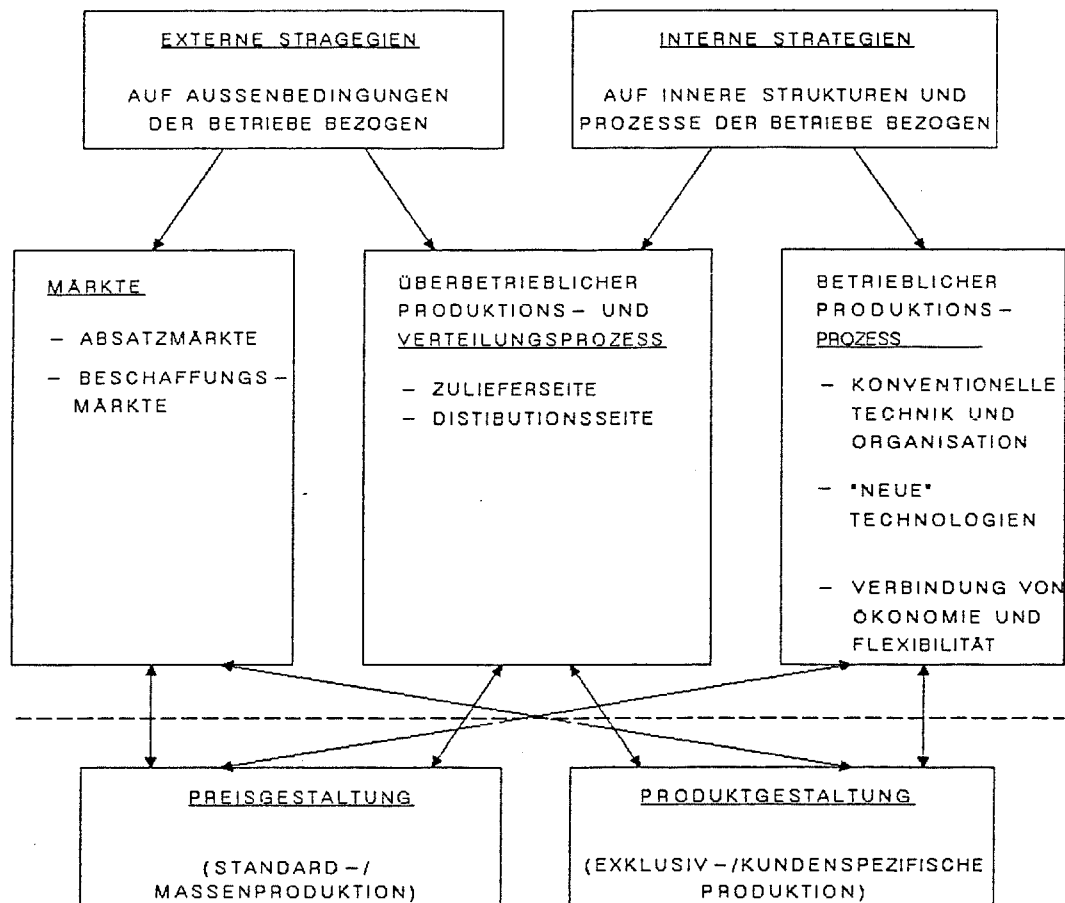 EXTERNE STRAGEGIEN
AUF AUSSENBEDINGUNGEN
DER BETRIEBE BEZOGEN
INTERNE STRATEGIEN
AUF INNERE STRUKTUREN UND
PROZESSE DER BETRIEBE BEZOGEN
MÄRKTE
– ABSATZMÄRKTE
– BESCHAFFUNGS–
MÄRKTE
ÜBERBETRIEBLICHER
PRODUKTIONS– UND
VERTEILUNGSPROZESS
– ZULIEFERSEITE
– DISTIBUTIONSSEITE
BETRIEBLICHER
PRODUKTIONS–
PROZESS
– KONVENTIONELLE
TECHNIK UND
ORGANISATION
– "NEUE"
TECHNOLOGIEN
– VERBINDUNG VON
ÖKONOMIE UND
FLEXIBILITÄT
PREISGESTALTUNG
(STANDARD–/
MASSENPRODUKTION)
PRODUKTGESTALTUNG
(EXKLUSIV–/KUNDENSPEZIFISCHE
PRODUKTION)